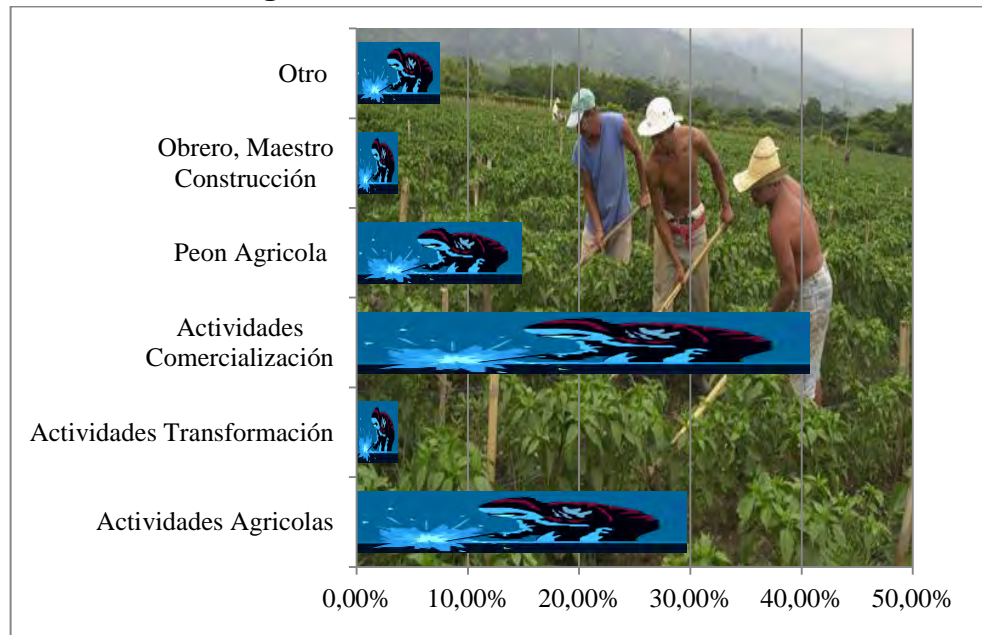 Otro
Obrero, Maestro
Construcción
Peon Agricola
Actividades
Comercialización
Actividades Transformación
Actividades Agricolas
0,00% 10,00% 20,00% 30,00% 40,00% 50,00%